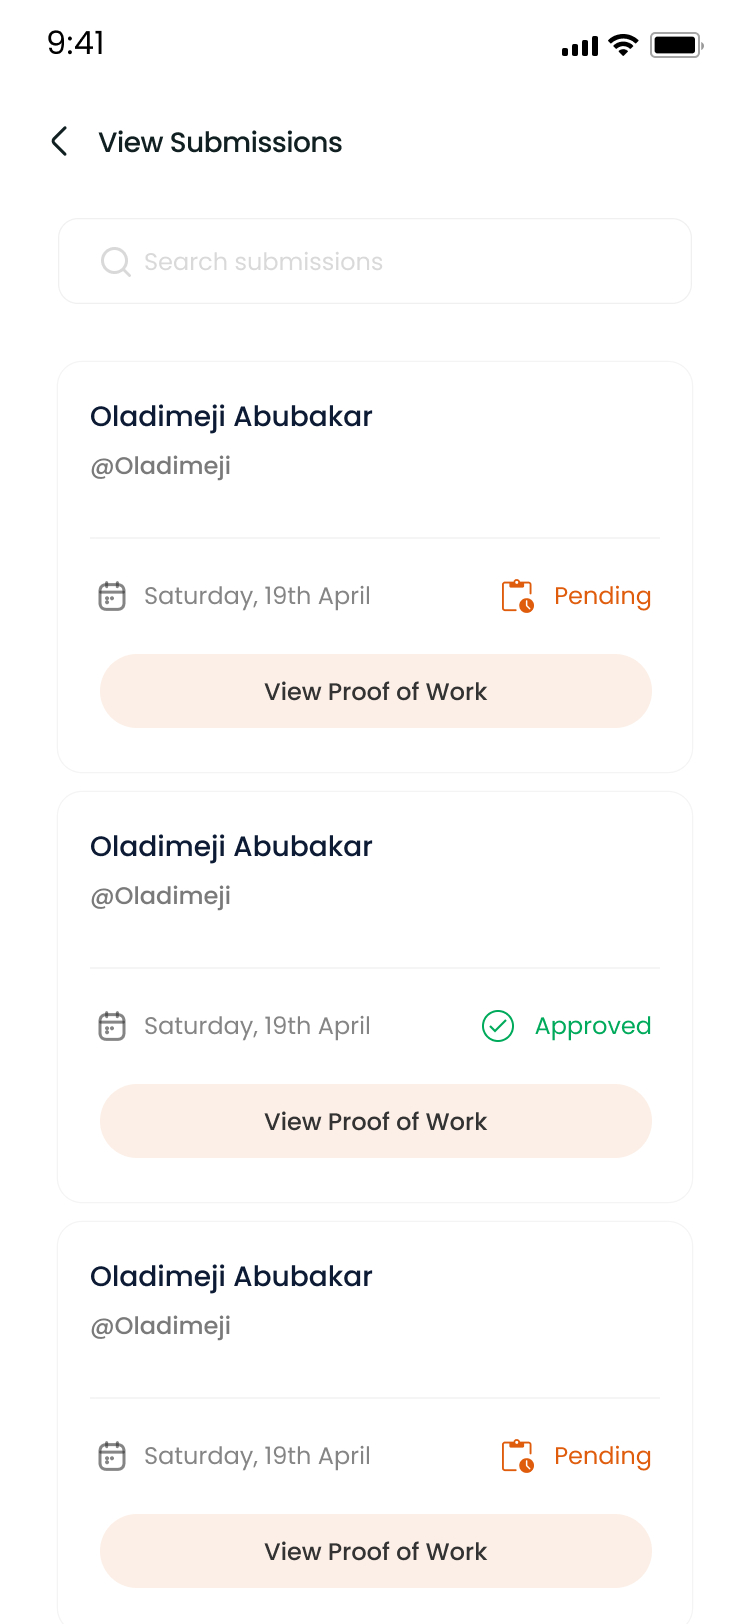 9:41
View Submissions
Search submissions
Oladimeji Abubakar
@Oladimeji
Saturday, 19th April Pending
View Proof of Work
Oladimeji Abubakar
@Oladimeji
Saturday, 19th April Approved
View Proof of Work
Oladimeji Abubakar
@Oladimeji
Saturday, 19th April Pending
View Proof of Work